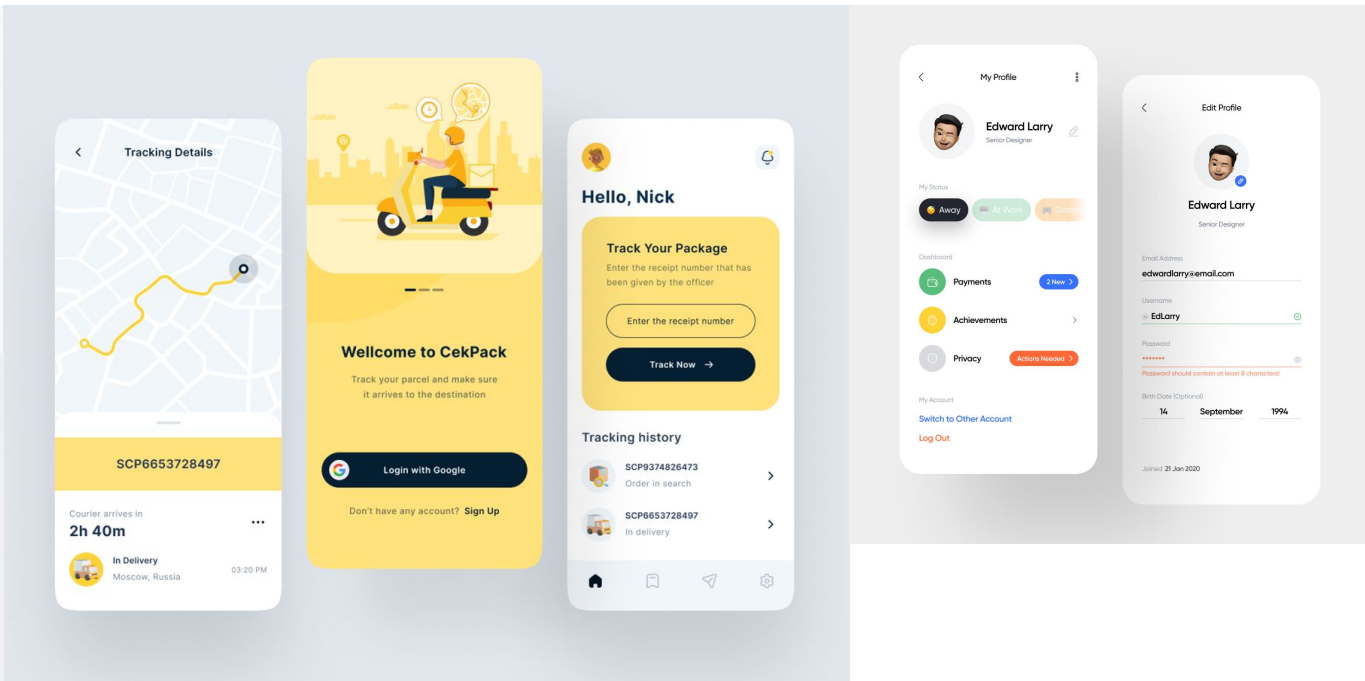 Tracking Details
SCP6653728497
Courier arrives in
2h 40m
In Delivery
Moscow, Russia
03:20 PM
Wellcome to CekPack
Track your parcel and make sure
it arrives to the destination
Login with Google
Don't have any account? Sign Up
Hello, Nick
Track Your Package
Enter the receipt number that has
been given by the officer
Enter the receipt number
Track Now
Tracking history
SCP9374826473
Order in search
SCP6653728497
In delivery
My Profile
Edward Larry
Senior Designer
My Status
Away
At Work
Dashboard
Payments
2 New
Achievements
Privacy
Actions Needed
My Account
Switch to Other Account
Log Out
Edit Profile
Edward Larry
Senior Designer
Email Address
edwardlarry@email.com
Username
EdLarry
Password
Password should contain at least 8 characters!
Birth Date (Optional)
14 September 1994
Joined 21 Jan 2020